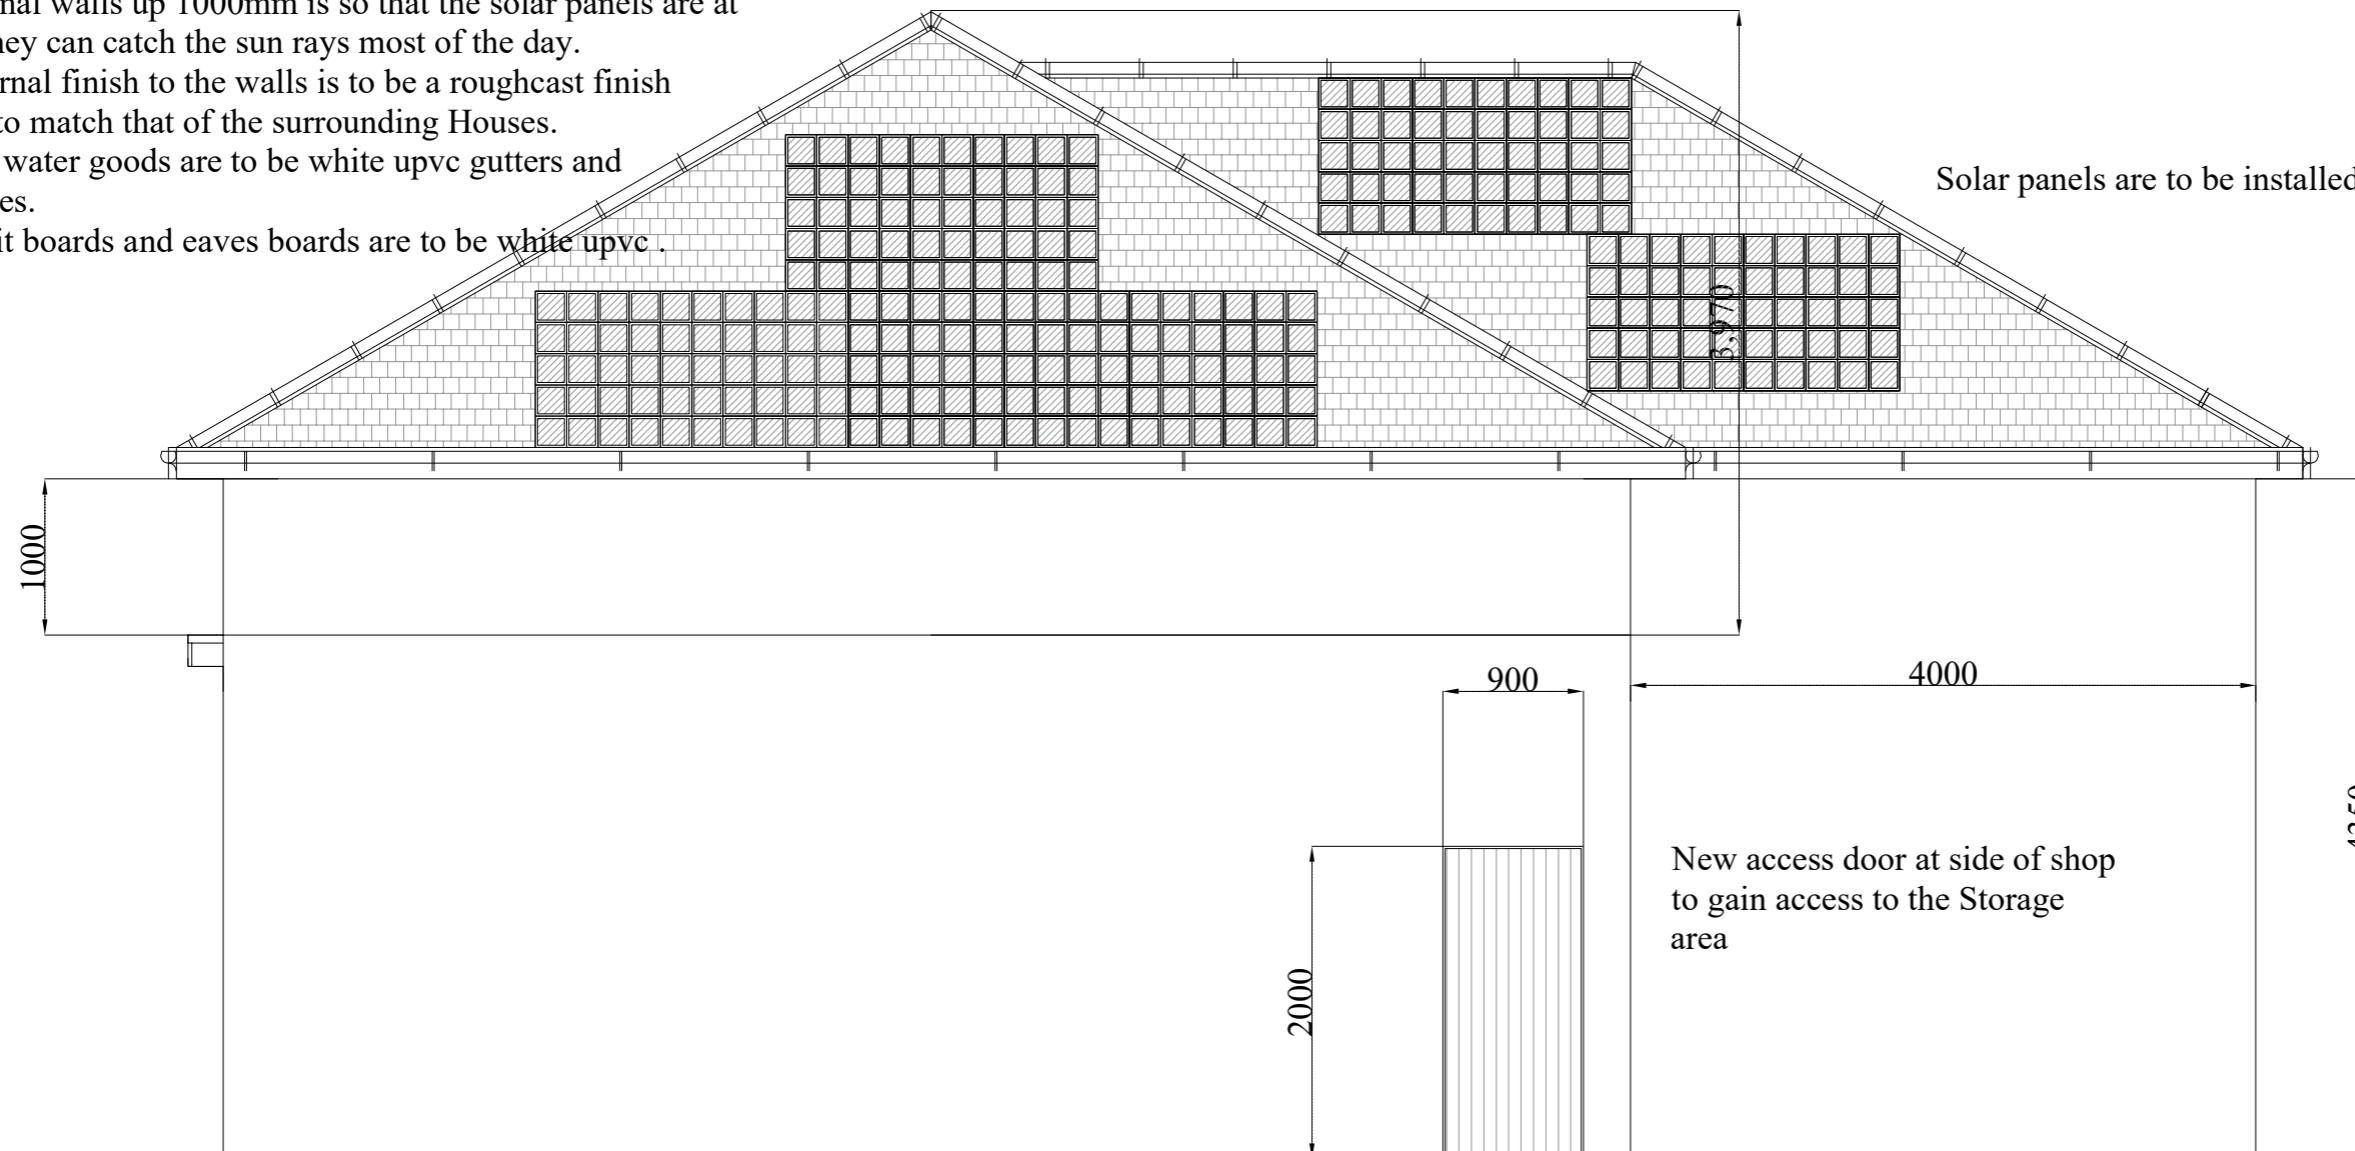 nal walls up 1000mm is so that the solar panels are at
ney can catch the sun rays most of the day.
rnal finish to the walls is to be a roughcast finish
to match that of the surrounding Houses.
water goods are to be white upvc gutters and
es.
it boards and eaves boards are to be white upvc .
Solar panels are to be installed
3,970
1000
900
4000
2000
New access door at side of shop
to gain access to the Storage
area